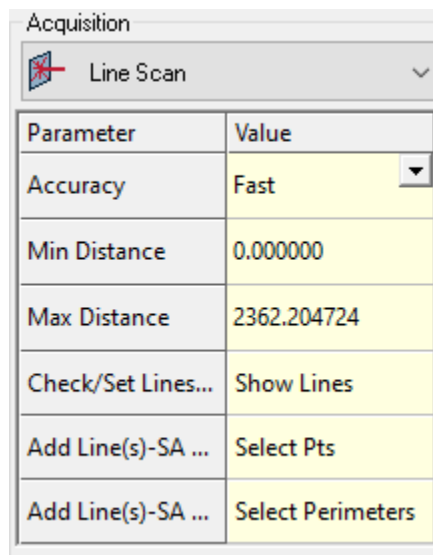 Acquisition
Line Scan
Parameter Value
Accuracy Fast
Min Distance 0.000000
Max Distance 2362.204724
Check/Set Lines... Show Lines
Add Line(s)-SA ... Select Pts
Add Line(s)-SA ... Select Perimeters